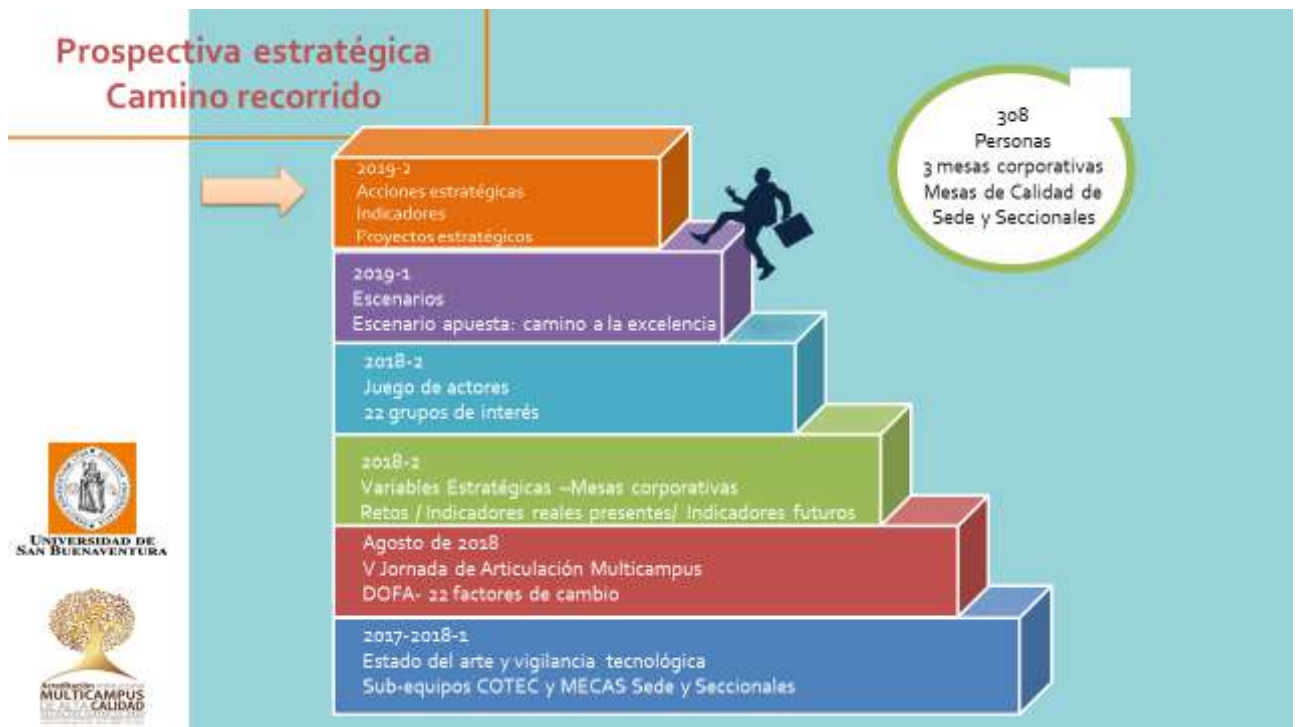 Prospectiva estratégica
Camino recorrido
308
Personas
3 mesas corporativas
Mesas de Calidad de
Sede y Seccionales
2019-2
Acciones estratégicas
Indicadores
Proyectos estratégicos
2019-1
Escenarios
Escenario apuesta: camino a la excelencia
2018-2
Juego de actores
22 grupos de interés
2018-2
Variables Estratégicas –Mesas corporativas
Retos / Indicadores reales presentes/ Indicadores futuros
Agosto de 2018
V Jornada de Articulación Multicampus
DOFA- 22 factores de cambio
2017-2018-1
Estado del arte y vigilancia tecnológica
Sub-equipos COTEC y MECAS Sede y Seccionales
UNIVERSIDAD DE
SAN BUENAVENTURA
Acreditación
MULTICAMPUS
DE ALTA CALIDAD